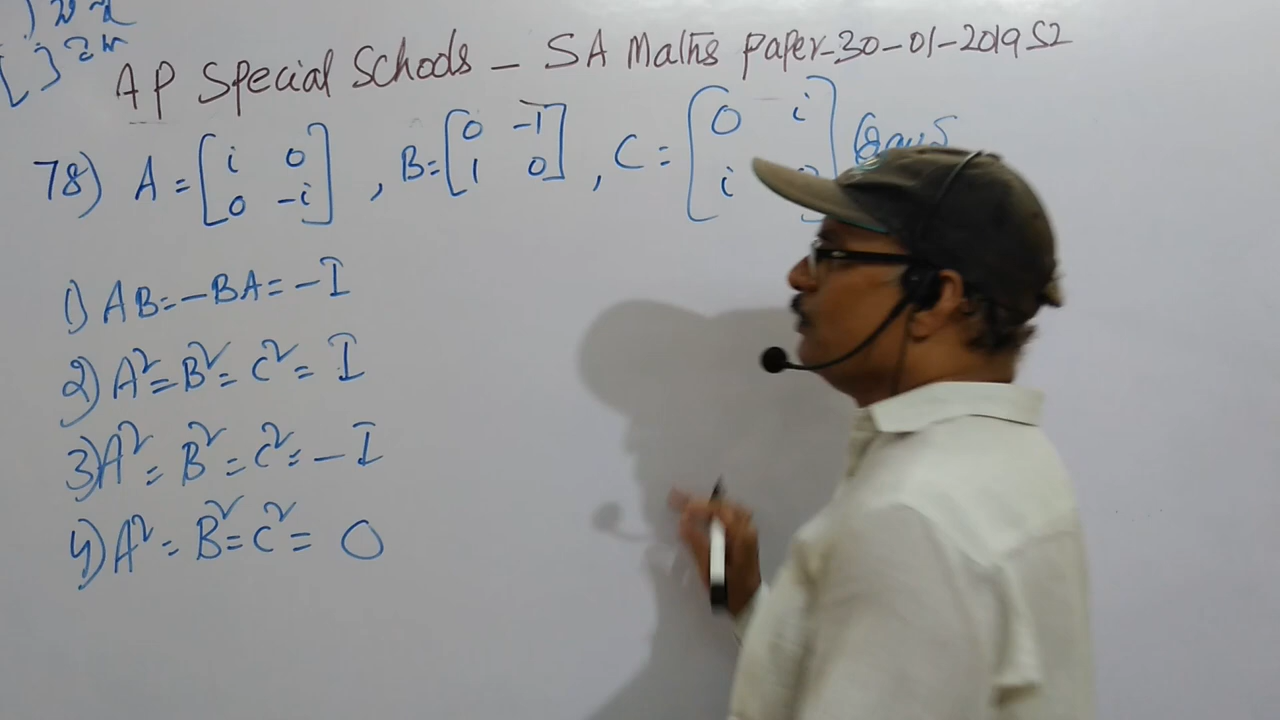 AP Special Schools - SA Maths Paper-30-01-2019 S2
78) A = [i 0 0 -i], B = [0 -1 1 0], C = [0 i i
1) AB = -BA = -I
2) A² = B² = C² = I
3) A² = B² = C² = -I
4) A² = B² = C² = 0